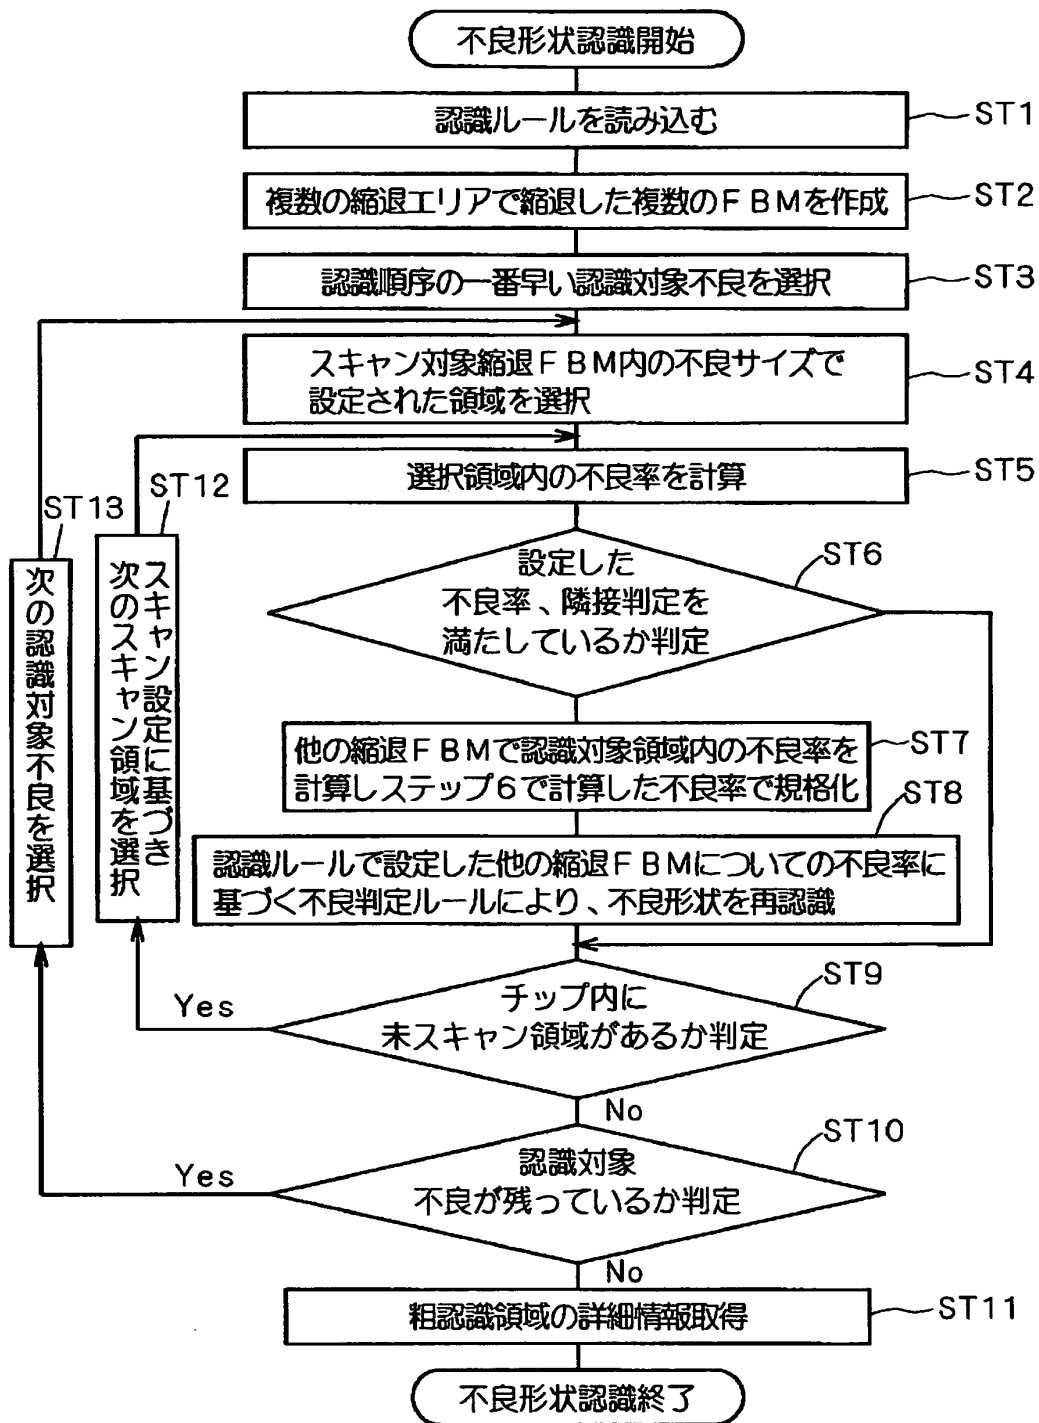 不良形状認識開始
認識ルールを読み込む
ST1
複数の縮退エリアで縮退した複数のＦＢＭを作成
ST2
認識順序の一番早い認識対象不良を選択
ST3
スキャン対象縮退ＦＢＭ内の不良サイズで
設定された領域を選択
ST4
選択領域内の不良率を計算
ST5
ST12
ST13
設定した
不良率、隣接判定を
満たしているか判定
ST6
スキャン設定に基づき
次のスキャン領域を選択
次の認識対象不良を選択
他の縮退ＦＢＭで認識対象領域内の不良率を
計算しステップ６で計算した不良率で規格化
ST7
認識ルールで設定した他の縮退ＦＢＭについての不良率に
基づく不良判定ルールにより、不良形状を再認識
ST8
チップ内に
未スキャン領域があるか判定
ST9
Yes
No
認識対象
不良が残っているか判定
ST10
Yes
No
粗認識領域の詳細情報取得
ST11
不良形状認識終了